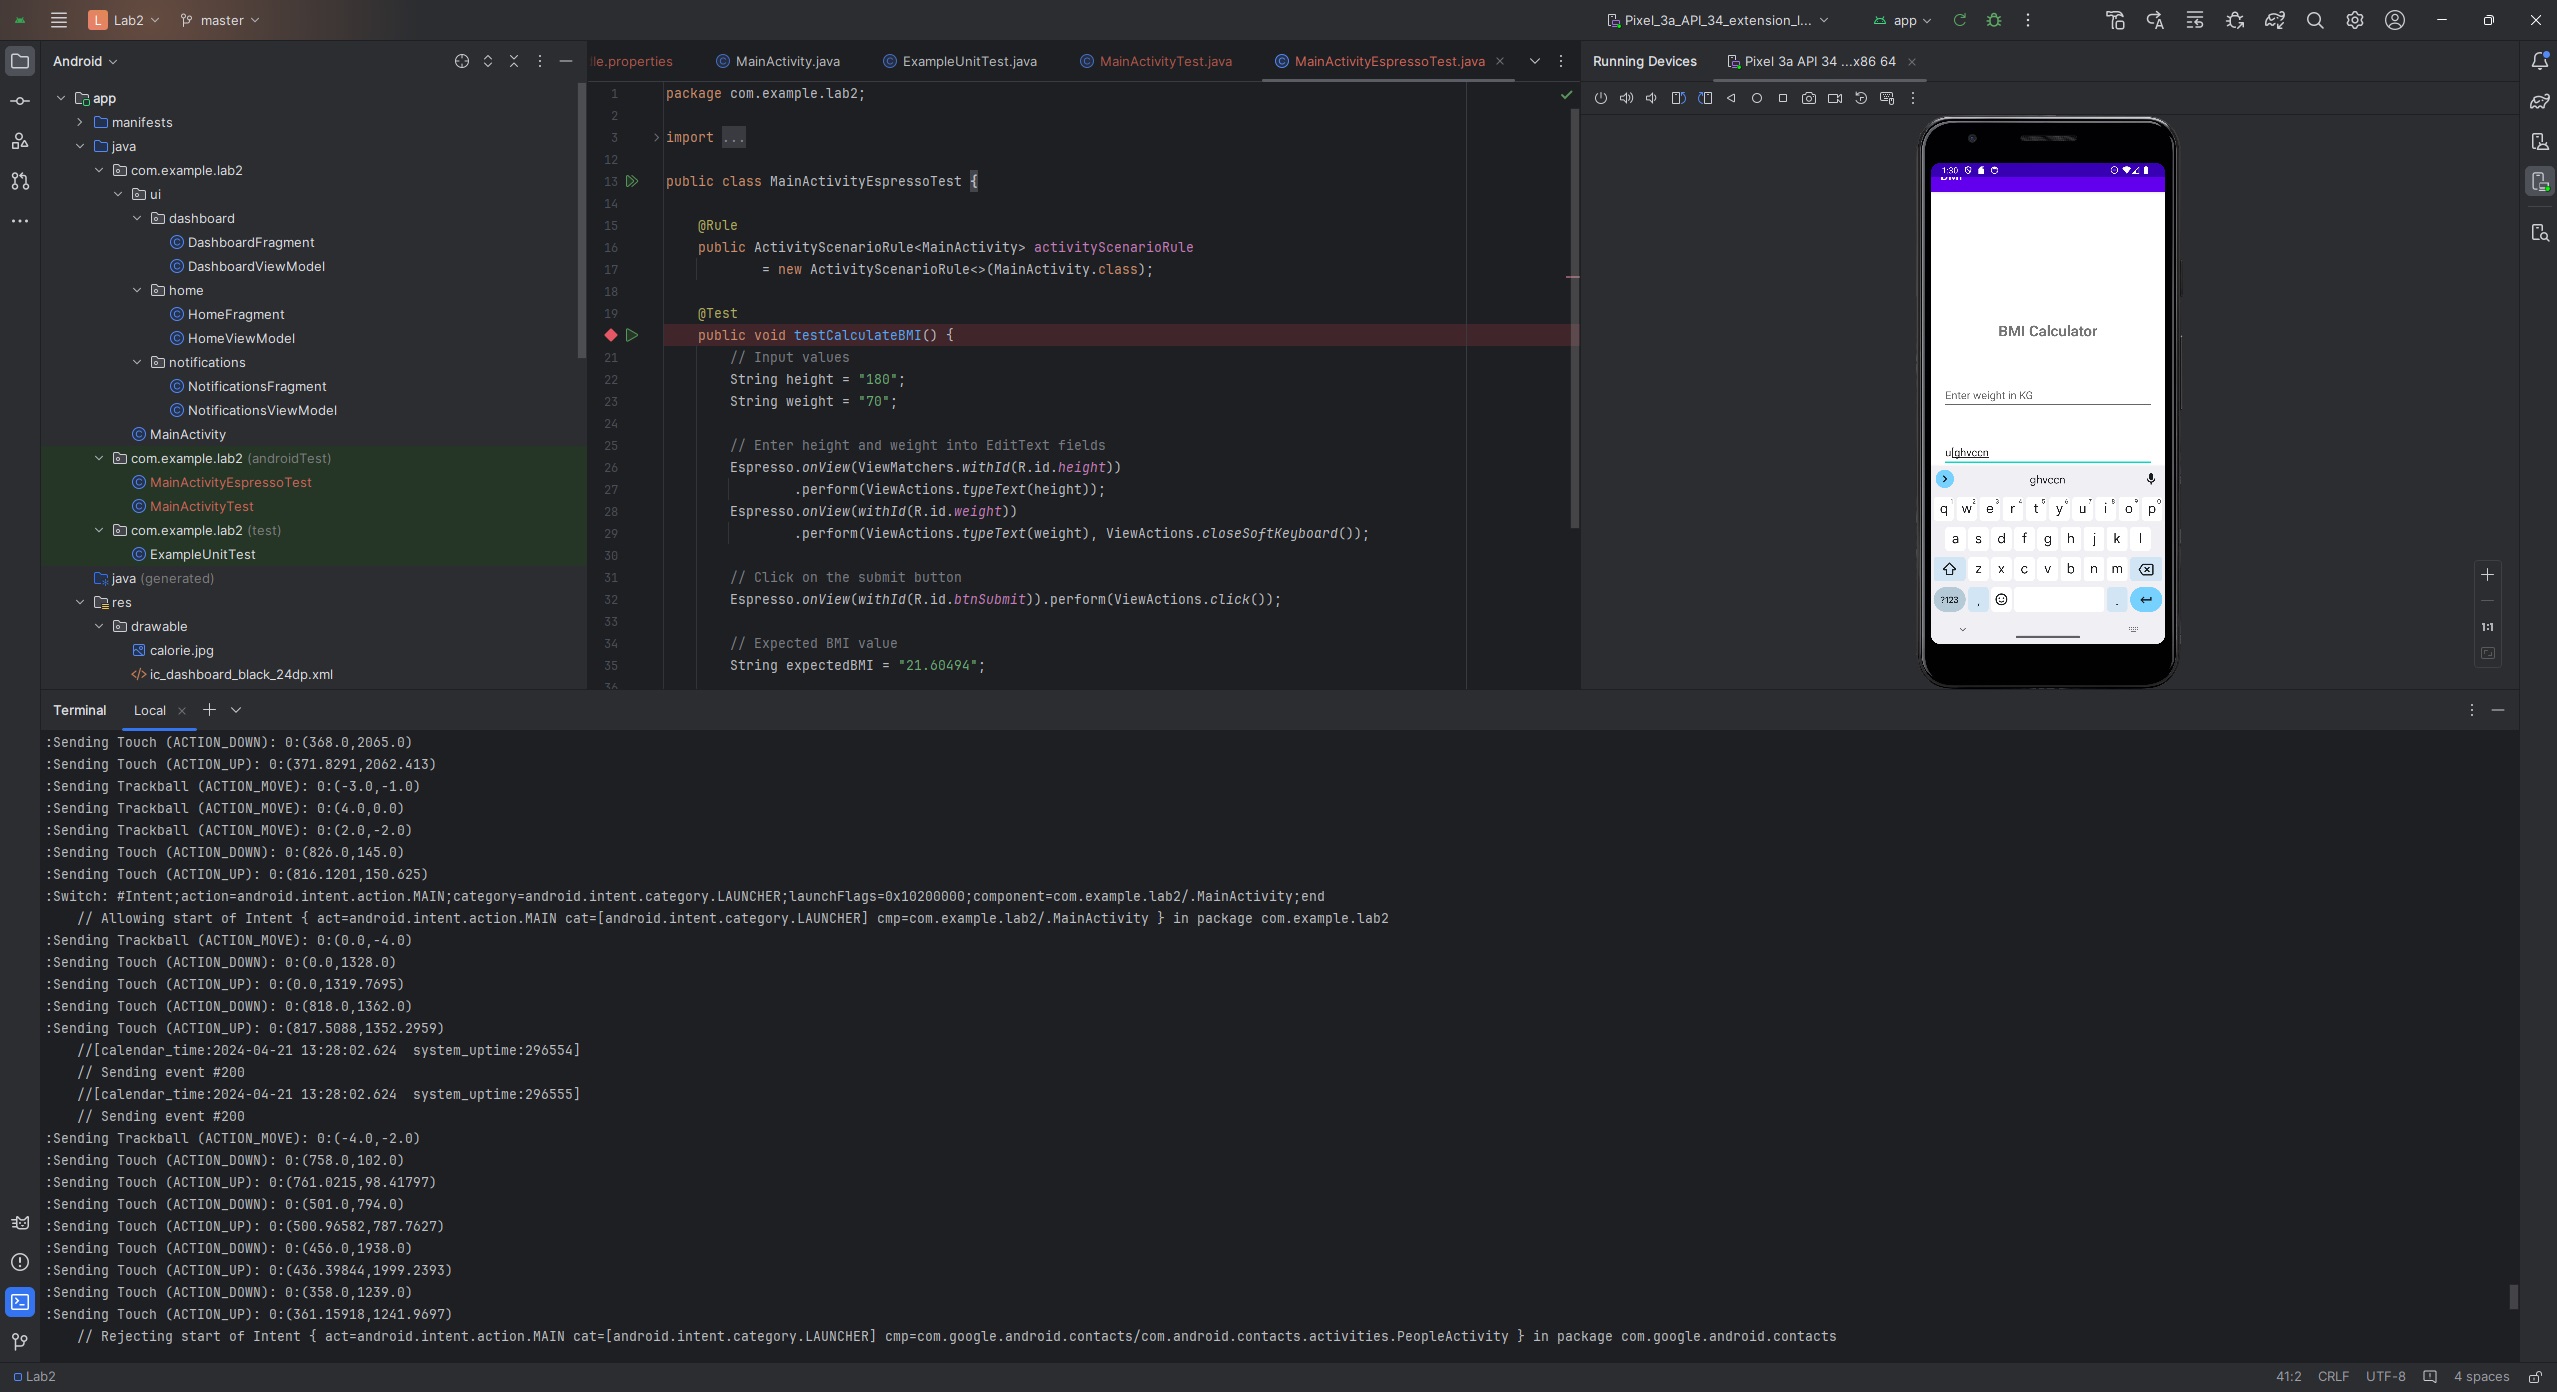 L Lab2 master Pixel_3a_API_34_extension_l... app
Android
app
manifests
java
com.example.lab2
ui
dashboard
DashboardFragment
DashboardViewModel
home
HomeFragment
HomeViewModel
notifications
NotificationsFragment
NotificationsViewModel
MainActivity
com.example.lab2 (androidTest)
MainActivityEspressoTest
MainActivityTest
com.example.lab2 (test)
ExampleUnitTest
java (generated)
res
drawable
calorie.jpg
ic_dashboard_black_24dp.xml
le.properties MainActivity.java ExampleUnitTest.java MainActivityTest.java MainActivityEspressoTest.java
1 package com.example.lab2;
2
3 import ...
12
13 public class MainActivityEspressoTest {
14
15 @Rule
16 public ActivityScenarioRule<MainActivity> activityScenarioRule
17 = new ActivityScenarioRule<>(MainActivity.class);
18
19 @Test
public void testCalculateBMI() {
21 // Input values
22 String height = "180";
23 String weight = "70";
24
25 // Enter height and weight into EditText fields
26 Espresso.onView(ViewMatchers.withId(R.id.height))
27 .perform(ViewActions.typeText(height));
28 Espresso.onView(withId(R.id.weight))
29 .perform(ViewActions.typeText(weight), ViewActions.closeSoftKeyboard());
30
31 // Click on the submit button
32 Espresso.onView(withId(R.id.btnSubmit)).perform(ViewActions.click());
33
34 // Expected BMI value
35 String expectedBMI = "21.60494";
36
Running Devices Pixel 3a API 34 ...x86 64
1:30
BMI
BMI Calculator
Enter weight in KG
ulghvccn
ghvccn
q w e r t y u i o p
1 2 3 4 5 6 7 8 9 0
a s d f g h j k l
z x c v b n m
?123 , .
1:1
Terminal Local
:Sending Touch (ACTION_DOWN): 0:(368.0,2065.0)
:Sending Touch (ACTION_UP): 0:(371.8291,2062.413)
:Sending Trackball (ACTION_MOVE): 0:(-3.0,-1.0)
:Sending Trackball (ACTION_MOVE): 0:(4.0,0.0)
:Sending Trackball (ACTION_MOVE): 0:(2.0,-2.0)
:Sending Touch (ACTION_DOWN): 0:(826.0,145.0)
:Sending Touch (ACTION_UP): 0:(816.1201,150.625)
:Switch: #Intent;action=android.intent.action.MAIN;category=android.intent.category.LAUNCHER;launchFlags=0x10200000;component=com.example.lab2/.MainActivity;end
// Allowing start of Intent { act=android.intent.action.MAIN cat=[android.intent.category.LAUNCHER] cmp=com.example.lab2/.MainActivity } in package com.example.lab2
:Sending Trackball (ACTION_MOVE): 0:(0.0,-4.0)
:Sending Touch (ACTION_DOWN): 0:(0.0,1328.0)
:Sending Touch (ACTION_UP): 0:(0.0,1319.7695)
:Sending Touch (ACTION_DOWN): 0:(818.0,1362.0)
:Sending Touch (ACTION_UP): 0:(817.5088,1352.2959)
//[calendar_time:2024-04-21 13:28:02.624 system_uptime:296554]
// Sending event #200
//[calendar_time:2024-04-21 13:28:02.624 system_uptime:296555]
// Sending event #200
:Sending Trackball (ACTION_MOVE): 0:(-4.0,-2.0)
:Sending Touch (ACTION_DOWN): 0:(758.0,102.0)
:Sending Touch (ACTION_UP): 0:(761.0215,98.41797)
:Sending Touch (ACTION_DOWN): 0:(501.0,794.0)
:Sending Touch (ACTION_UP): 0:(500.96582,787.7627)
:Sending Touch (ACTION_DOWN): 0:(456.0,1938.0)
:Sending Touch (ACTION_UP): 0:(436.39844,1999.2393)
:Sending Touch (ACTION_DOWN): 0:(358.0,1239.0)
:Sending Touch (ACTION_UP): 0:(361.15918,1241.9697)
// Rejecting start of Intent { act=android.intent.action.MAIN cat=[android.intent.category.LAUNCHER] cmp=com.google.android.contacts/com.android.contacts.activities.PeopleActivity } in package com.google.android.contacts
Lab2 41:2 CRLF UTF-8 4 spaces